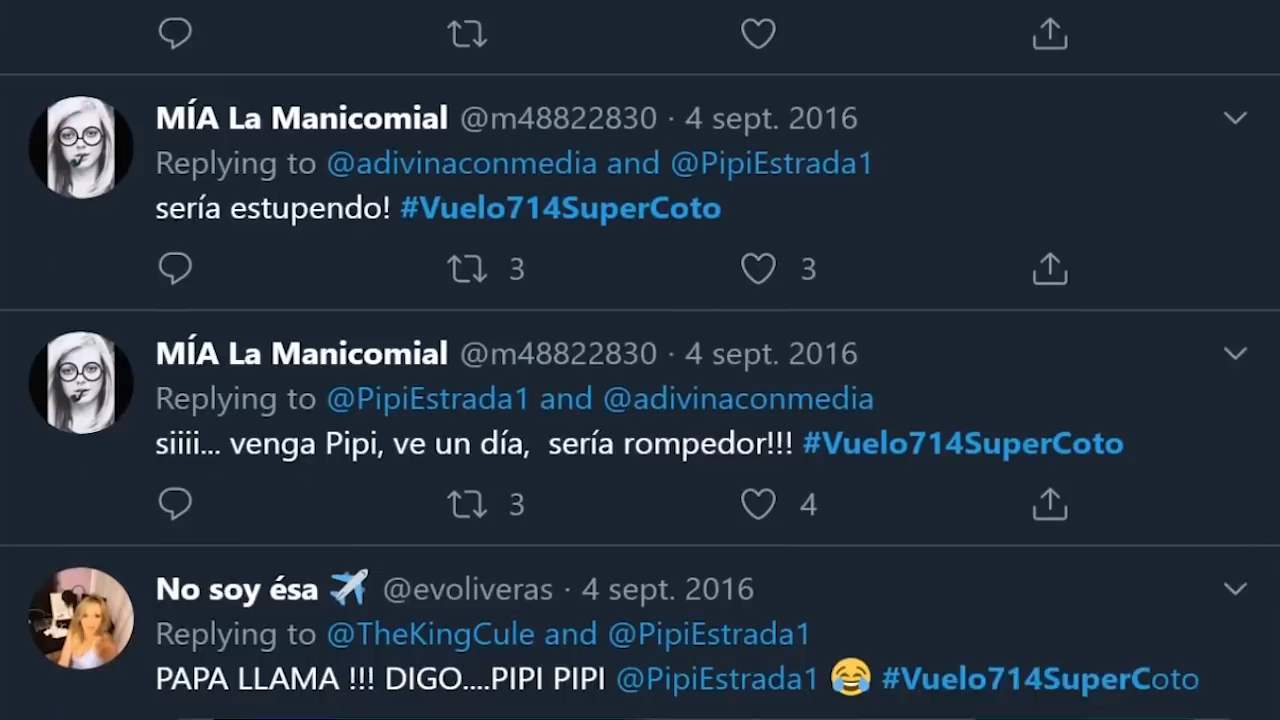 MÍA La Manicomial @m48822830 · 4 sept. 2016
Replying to @adivinaconmedia and @PipiEstrada1
sería estupendo! #Vuelo714SuperCoto
3 3
MÍA La Manicomial @m48822830 · 4 sept. 2016
Replying to @PipiEstrada1 and @adivinaconmedia
siiii... venga Pipi, ve un día, sería rompedor!!! #Vuelo714SuperCoto
3 4
No soy ésa ✈️ @evoliveras · 4 sept. 2016
Replying to @TheKingCule and @PipiEstrada1
PAPA LLAMA !!! DIGO....PIPI PIPI @PipiEstrada1 😂 #Vuelo714SuperCoto